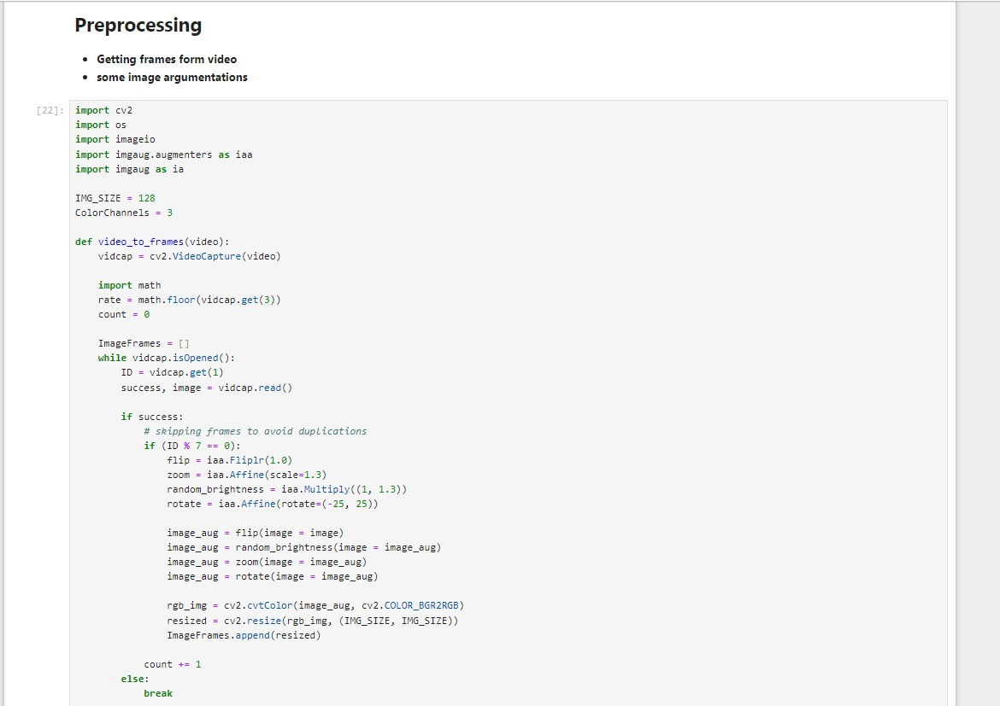 Preprocessing
• Getting frames form video
• some image argumentations
[22]:
import cv2
import os
import imageio
import imgaug.augmenters as iaa
import imgaug as ia

IMG_SIZE = 128
ColorChannels = 3

def video_to_frames(video):
    vidcap = cv2.VideoCapture(video)

    import math
    rate = math.floor(vidcap.get(3))
    count = 0

    ImageFrames = []
    while vidcap.isOpened():
        ID = vidcap.get(1)
        success, image = vidcap.read()

        if success:
            # skipping frames to avoid duplications
            if (ID % 7 == 0):
                flip = iaa.Fliplr(1.0)
                zoom = iaa.Affine(scale=1.3)
                random_brightness = iaa.Multiply((1, 1.3))
                rotate = iaa.Affine(rotate=(-25, 25))

                image_aug = flip(image = image)
                image_aug = random_brightness(image = image_aug)
                image_aug = zoom(image = image_aug)
                image_aug = rotate(image = image_aug)

                rgb_img = cv2.cvtColor(image_aug, cv2.COLOR_BGR2RGB)
                resized = cv2.resize(rgb_img, (IMG_SIZE, IMG_SIZE))
                ImageFrames.append(resized)

            count += 1
        else:
            break